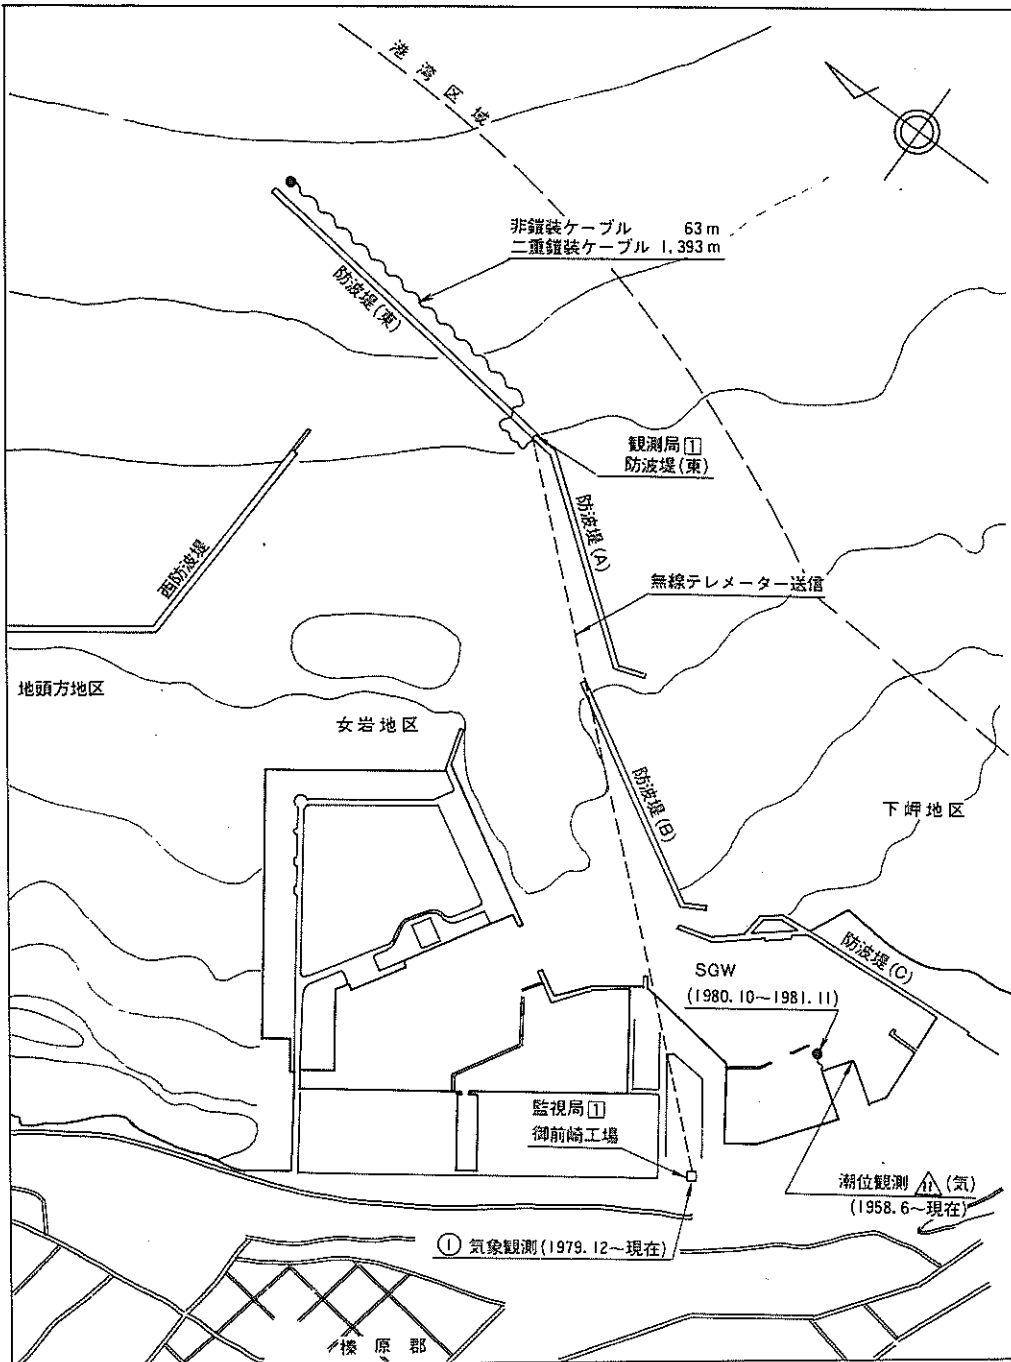 港湾区域
非鎧装ケーブル 63m
二重鎧装ケーブル 1,393m
防波堤(東)
観測局1
防波堤(東)
西防波堤
防波堤(A)
無線テレメーター送信
地頭方地区
女岩地区
防波堤(B)
下岬地区
防波堤(C)
SGW
(1980.10~1981.11)
監視局1
御前崎工場
潮位観測 11 (気)
(1958.6~現在)
① 気象観測(1979.12~現在)
榛原郡